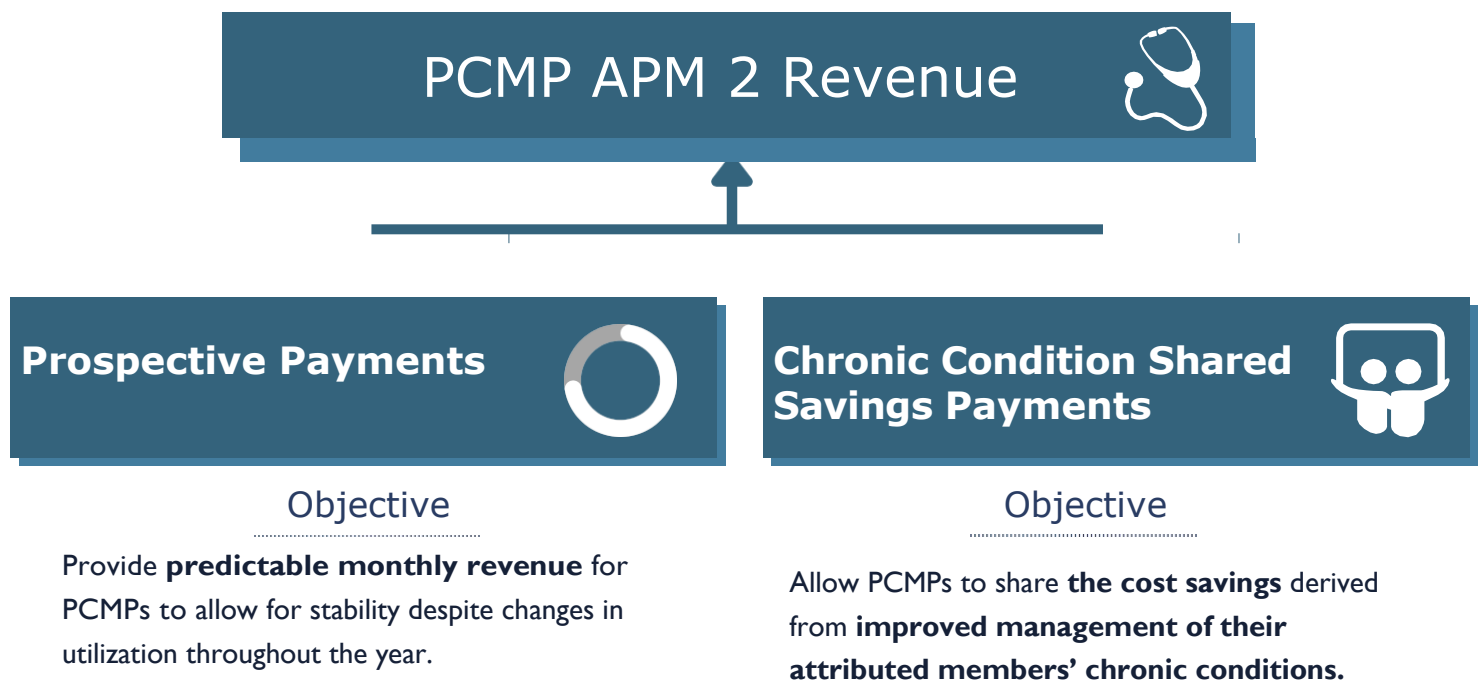 PCMP APM 2 Revenue
Prospective Payments
Objective
Provide predictable monthly revenue for
PCMPs to allow for stability despite changes in
utilization throughout the year.
Chronic Condition Shared
Savings Payments
Objective
Allow PCMPs to share the cost savings derived
from improved management of their
attributed members’ chronic conditions.